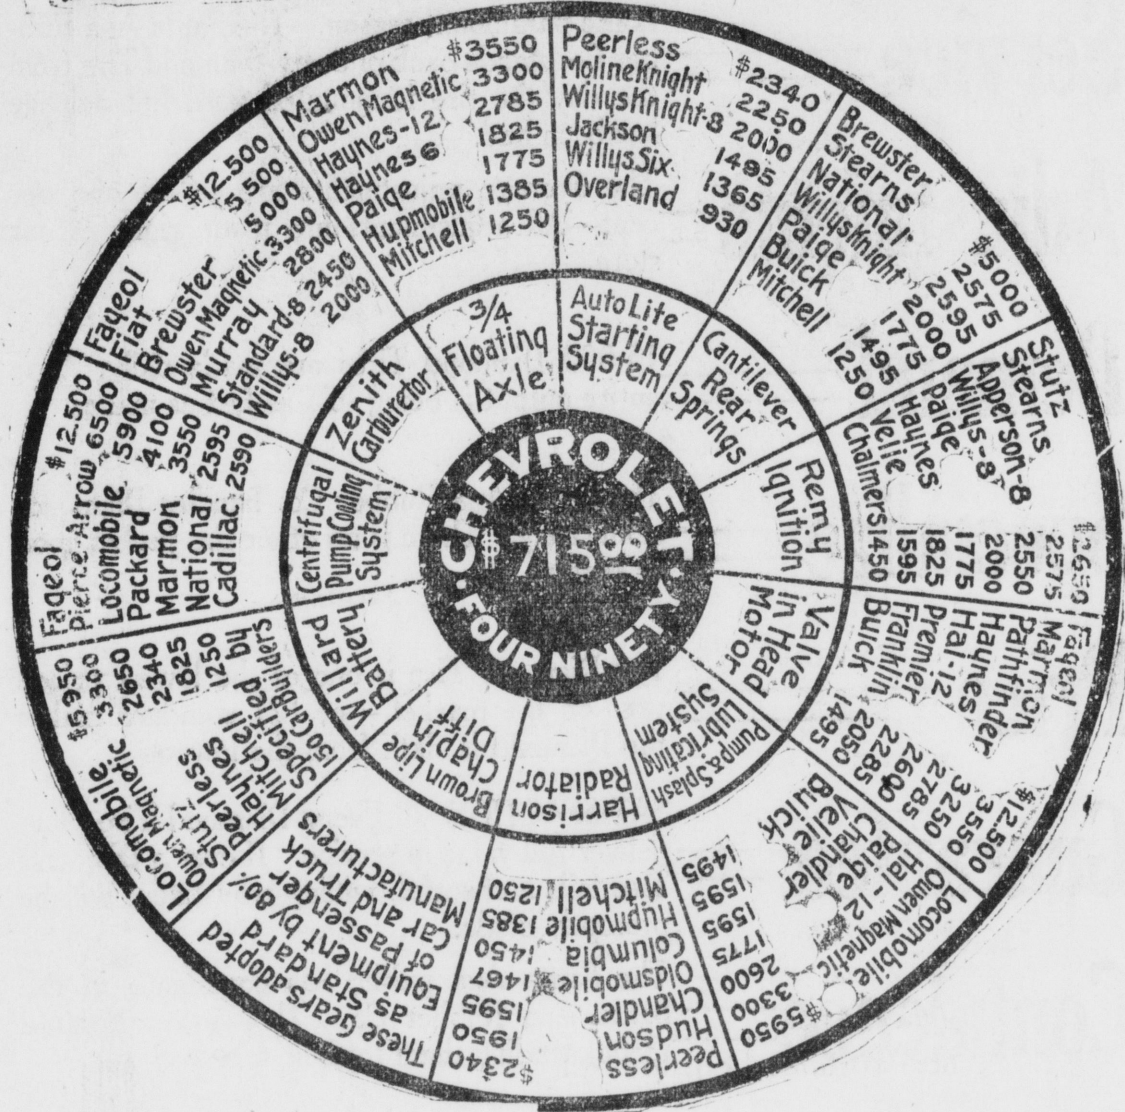 CHEVROLET
$715.00
FOUR NINETY
Auto Lite
Starting
System
Peerless $2340
Moline Knight 2250
Willys Knight-8 2000
Jackson 1495
Willys Six 1365
Overland 930
Cantilever
Rear
Springs
Brewster $5000
Stearns 2575
National 2595
Willys Knight 2000
Paige 1775
Buick 1495
Mitchell 1250
Remy
Ignition
Stutz
Stearns 2575
Apperson-8 2550
Willys-8 2000
Paige 1775
Haynes 1825
Velie 1595
Chalmers 1450
Valve
in Head
Motor
Fageol $12.500
Marmon 3550
Pathfinder 3250
Haynes 2785
Hal-12 2600
Premier 2285
Franklin 2050
Buick 1495
Pump & Splash
Lubricating
System
Locomobile $5950
Owen Magnetic 3300
Hal-12 2600
Paige 1775
Chandler 1595
Velie 1595
Buick 1495
Harrison
Radiator
Peerless $2340
Hudson 1950
Chandler 1595
Oldsmobile 1467
Columbia 1450
Hupmobile 1385
Mitchell 1250
Brown Lipe
Chapin
Diff
These Gears adopted
as Standard
Equipment by 80%
of Passenger
Car and Truck
Manufacturers
Willard
Battery
Locomobile $5950
Owen Magnetic 3300
Stutz 2650
Peerless 2340
Haynes 1825
Mitchell 1250
Specified by
150 Car Builders
Centrifugal
Pump Cooling
System
Fageol $12.500
Pierce Arrow 6500
Locomobile 5900
Packard 4100
Marmon 3550
National 2595
Cadillac 2590
Zenith
Carburetor
Fageol $12.500
Fiat 5500
Brewster 5000
Owen Magnetic 3300
Murray 2800
Standard-8 2450
Willys-8 2000
3/4
Floating
Axle
Marmon $3550
Owen Magnetic 3300
Haynes-12 2785
Haynes 6 1825
Paige 1775
Hupmobile 1385
Mitchell 1250